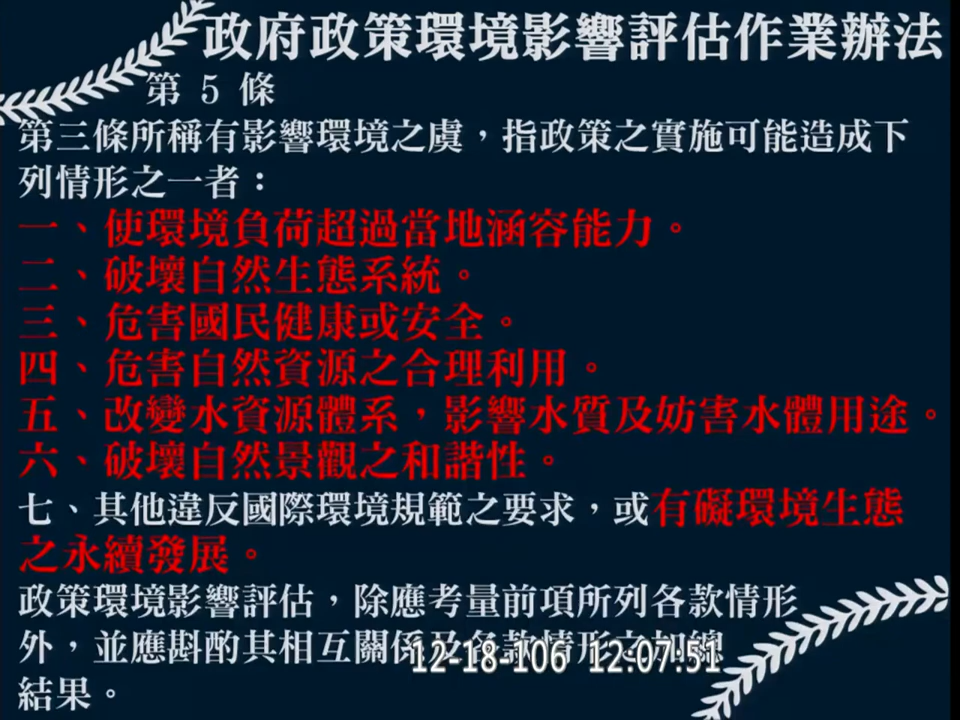 政府政策環境影響評估作業辦法
第 5 條
第三條所稱有影響環境之虞，指政策之實施可能造成下
列情形之一者：
一、使環境負荷超過當地涵容能力。
二、破壞自然生態系統。
三、危害國民健康或安全。
四、危害自然資源之合理利用。
五、改變水資源體系，影響水質及妨害水體用途。
六、破壞自然景觀之和諧性。
七、其他違反國際環境規範之要求，或有礙環境生態
之永續發展。
政策環境影響評估，除應考量前項所列各款情形
外，並應斟酌其相互關係及各款情形之加總
結果。
12-18-106 12:07:51